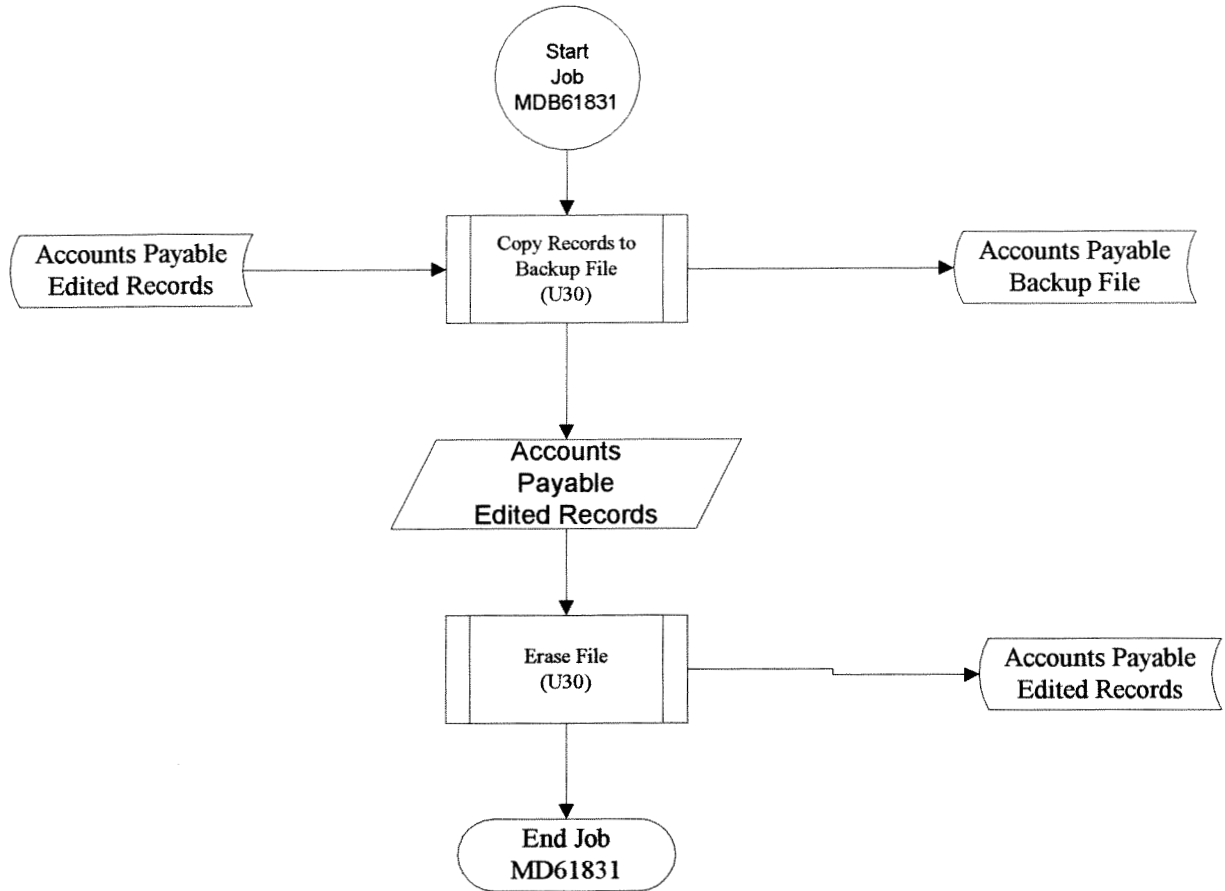 Start
Job
MDB61831
Accounts Payable
Edited Records
Copy Records to
Backup File
(U30)
Accounts Payable
Backup File
Accounts
Payable
Edited Records
Erase File
(U30)
Accounts Payable
Edited Records
End Job
MD61831